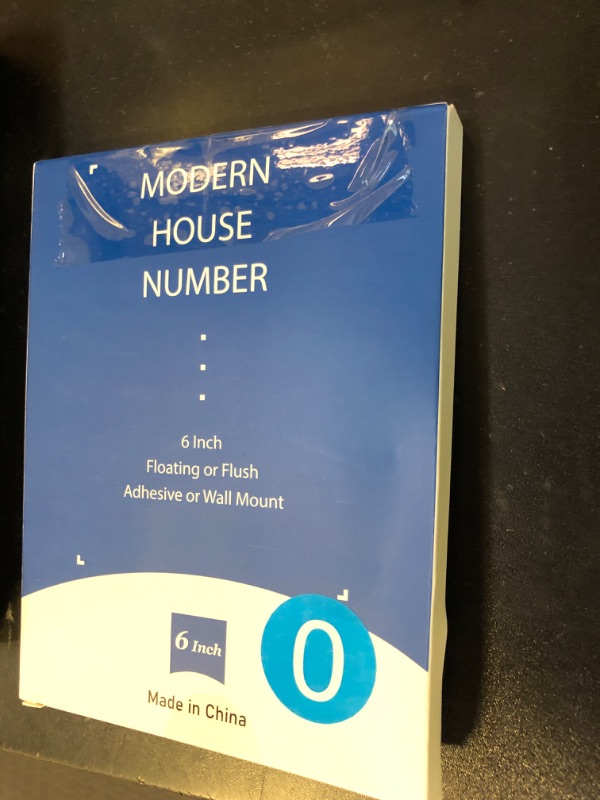 MODERN
HOUSE
NUMBER
6 Inch
Floating or Flush
Adhesive or Wall Mount
6 Inch
0
Made in China